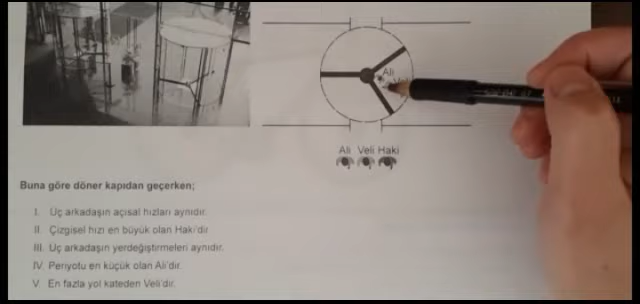 Ali
Veli
Ali Veli Haki
Buna göre döner kapıdan geçerken;
I. Üç arkadaşın açısal hızları aynıdır.
II. Çizgisel hızı en büyük olan Haki'dir
III. Üç arkadaşın yerdeğiştirmeleri aynıdır.
IV. Periyotu en küçük olan Ali'dir.
V. En fazla yol kateden Veli'dir.